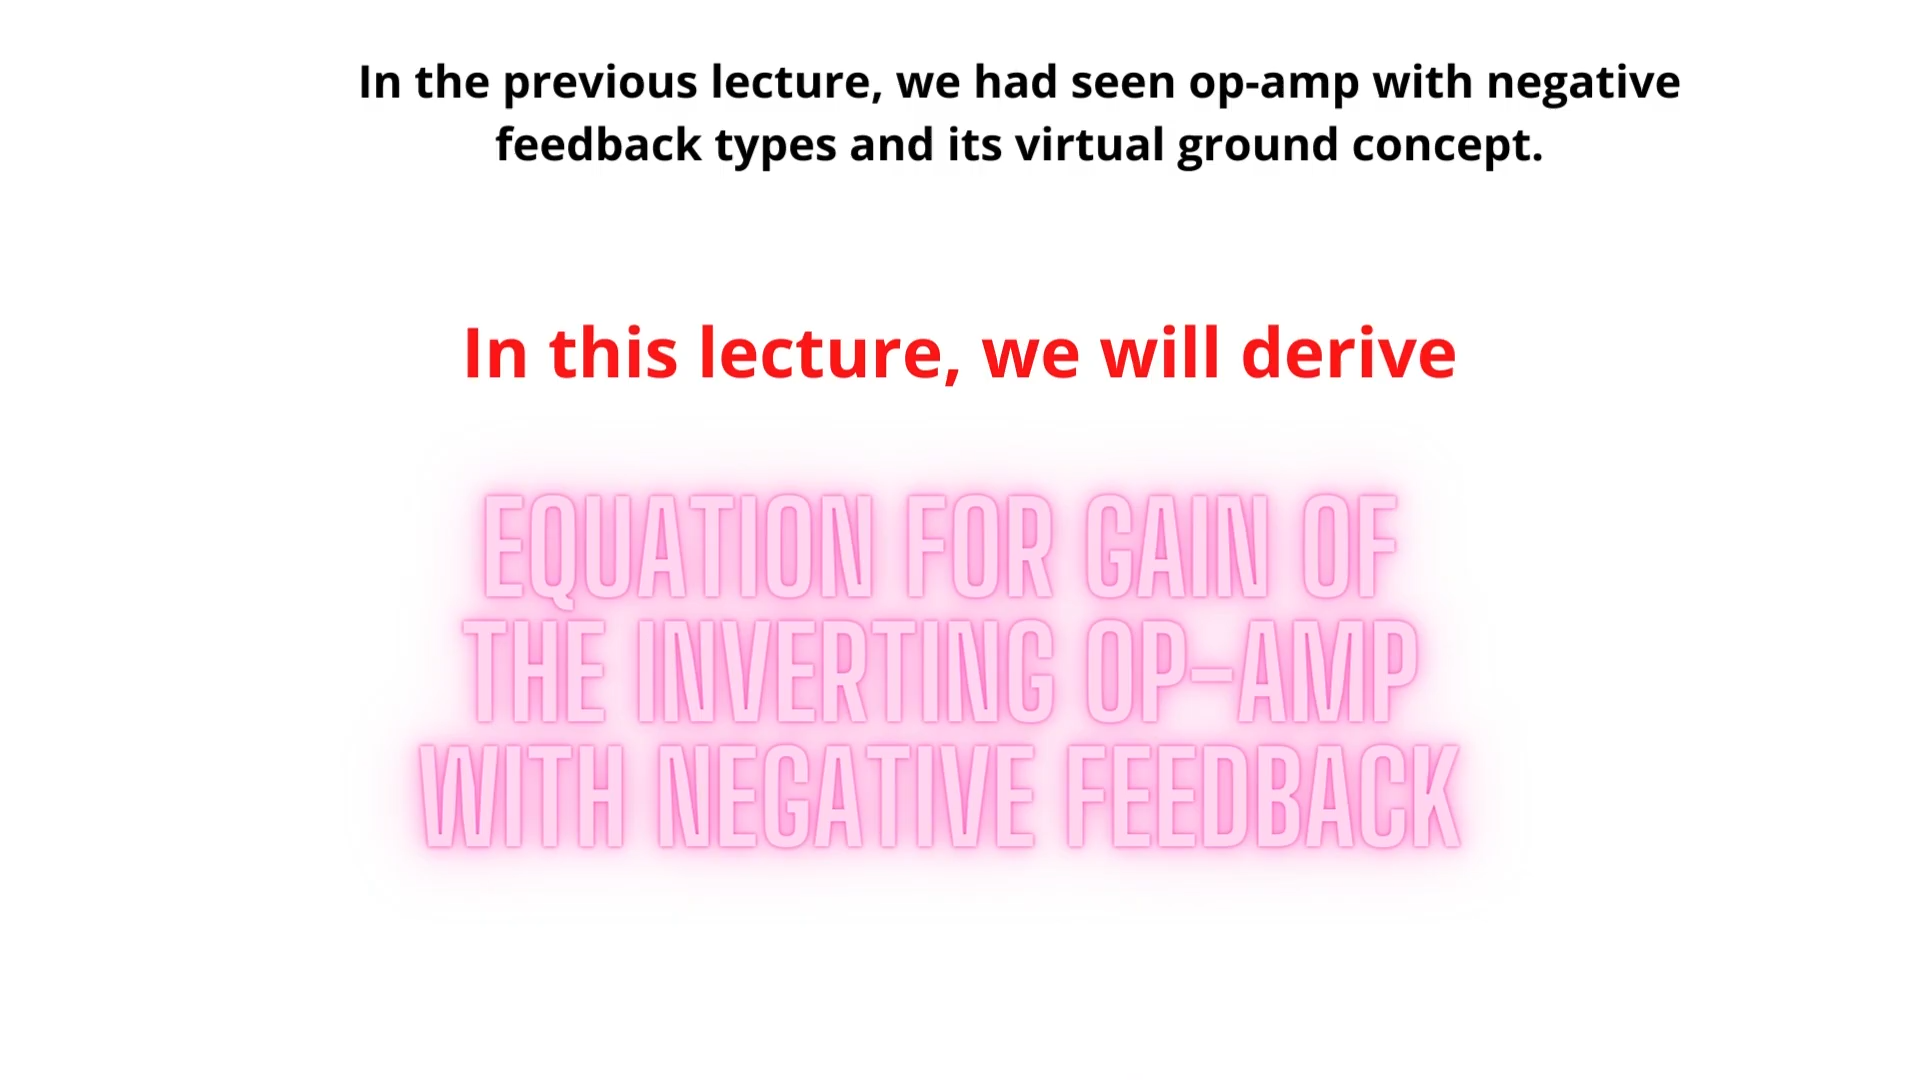 In the previous lecture, we had seen op-amp with negative
feedback types and its virtual ground concept.
In this lecture, we will derive
EQUATION FOR GAIN OF
THE INVERTING OP-AMP
WITH NEGATIVE FEEDBACK